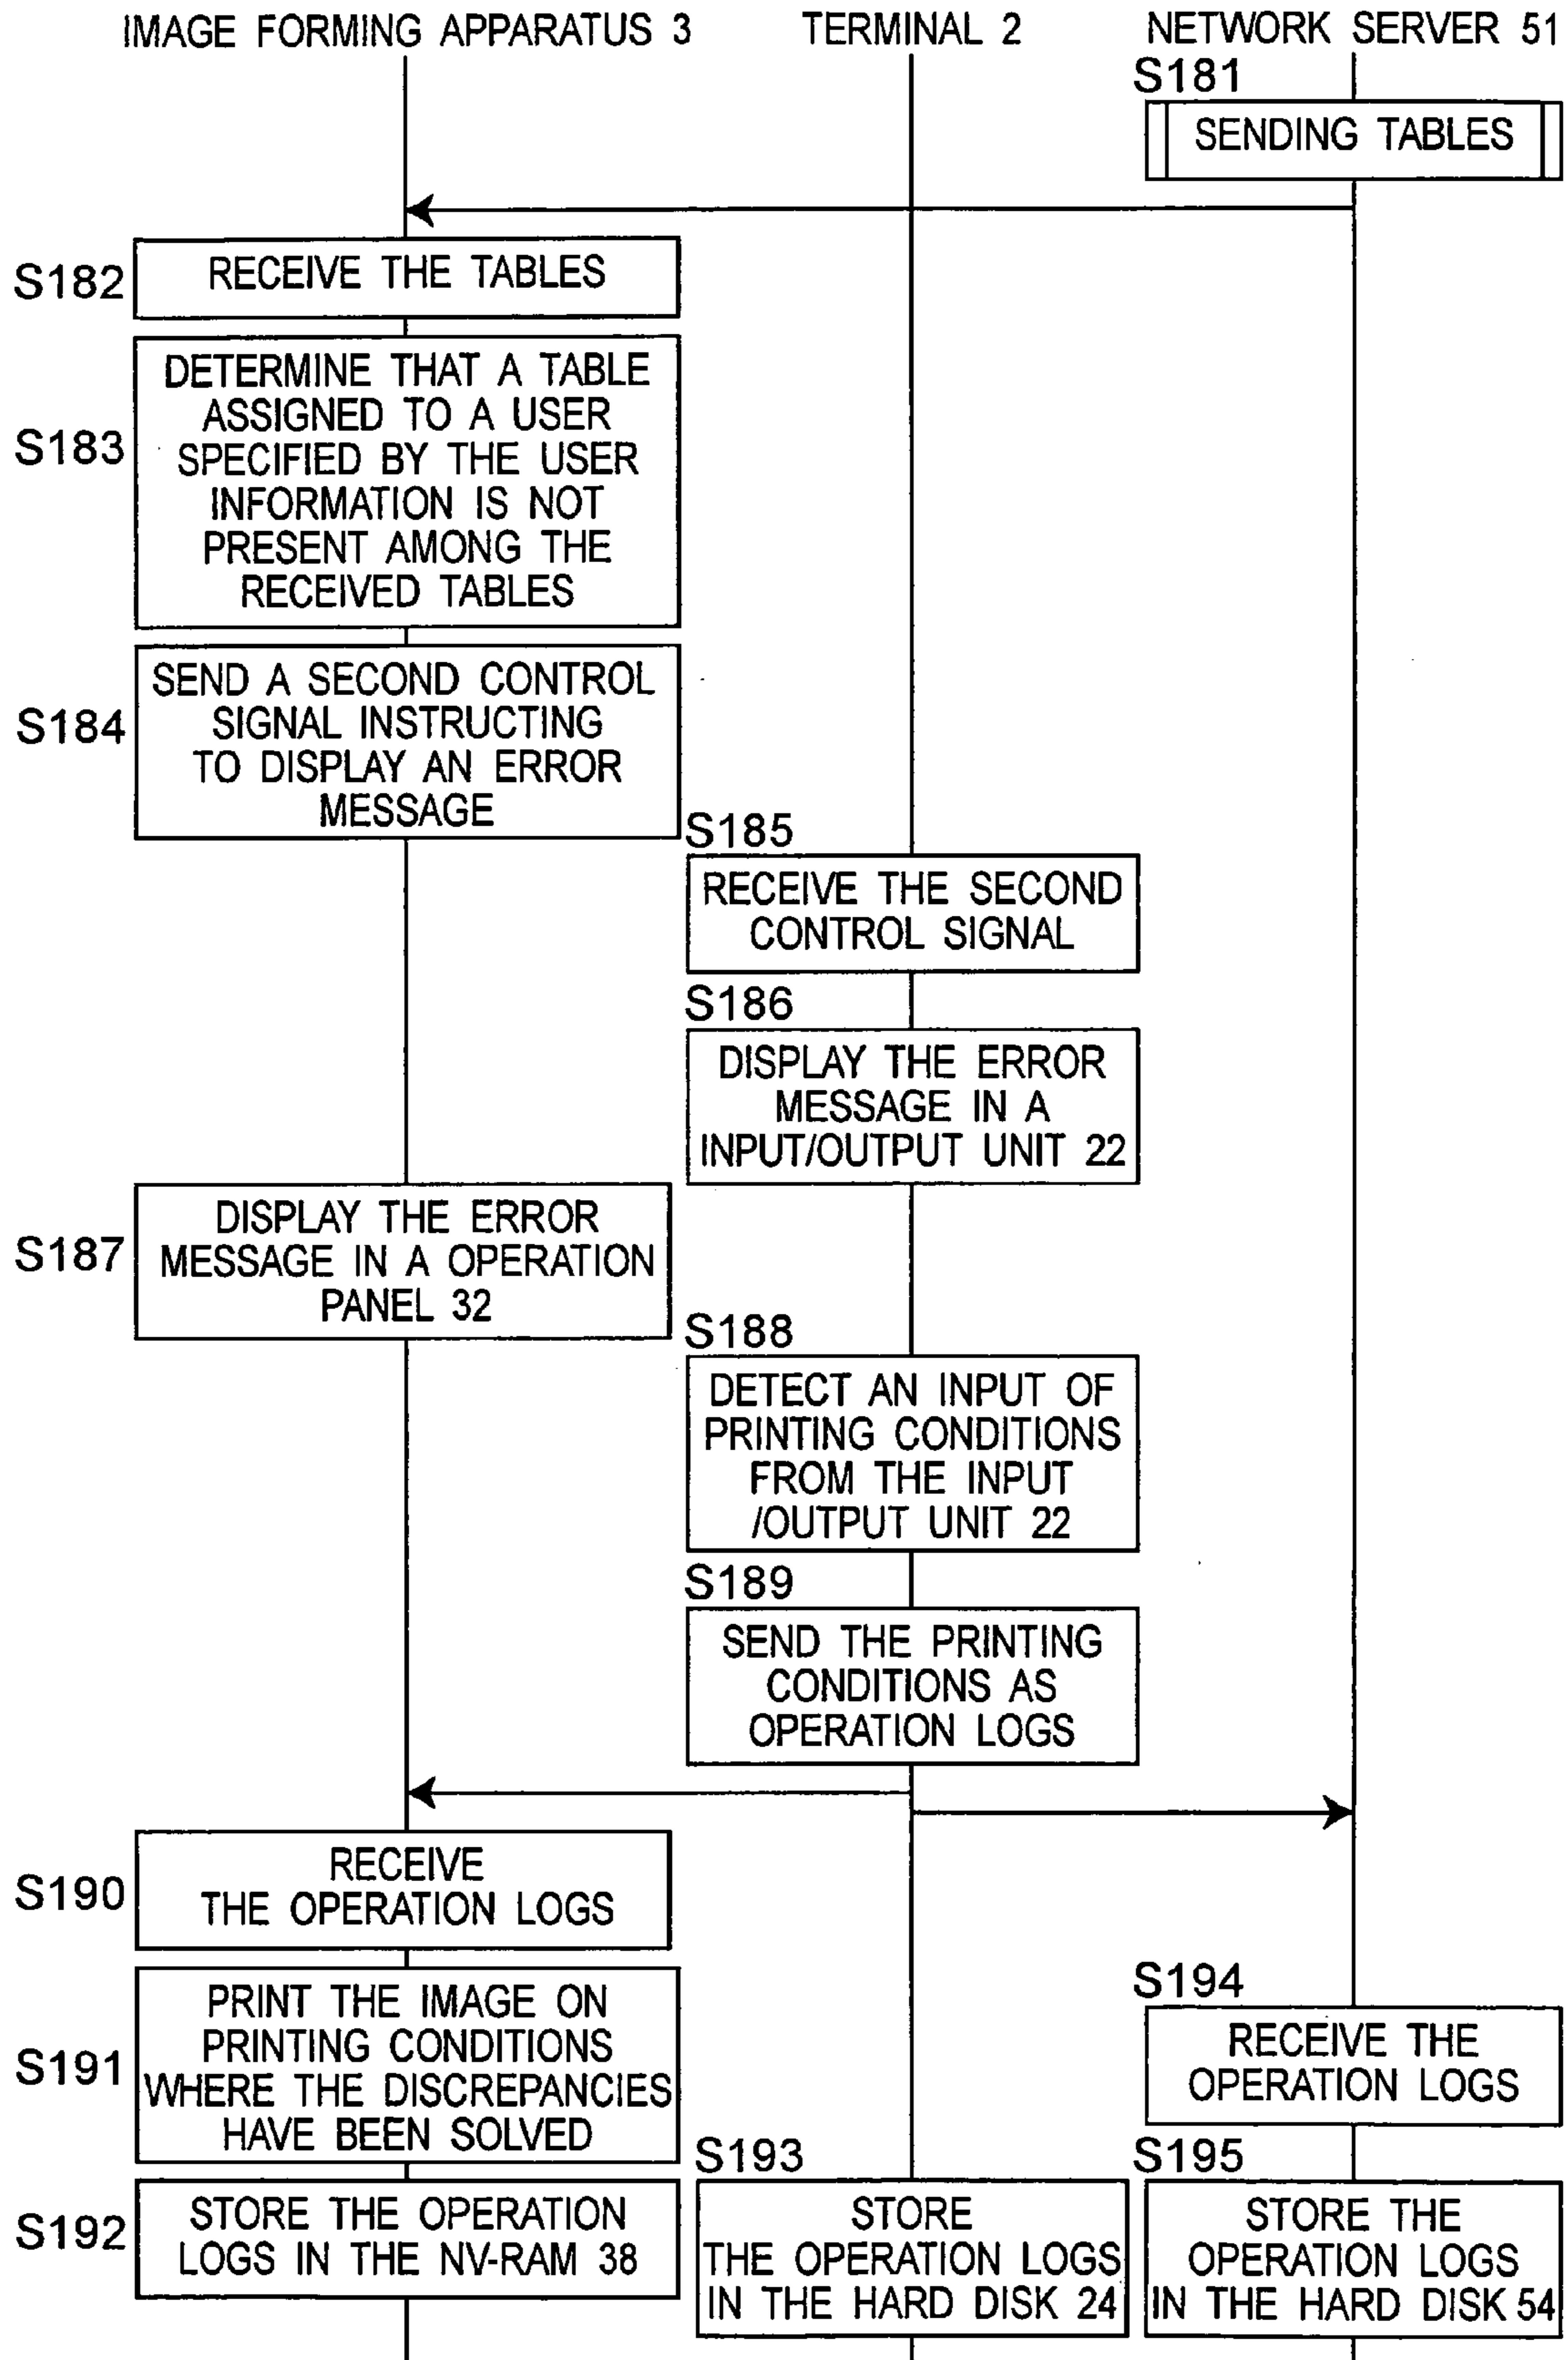 IMAGE FORMING APPARATUS 3
TERMINAL 2
NETWORK SERVER 51
S181
SENDING TABLES
S182
RECEIVE THE TABLES
S183
DETERMINE THAT A TABLE
ASSIGNED TO A USER
SPECIFIED BY THE USER
INFORMATION IS NOT
PRESENT AMONG THE
RECEIVED TABLES
S184
SEND A SECOND CONTROL
SIGNAL INSTRUCTING
TO DISPLAY AN ERROR
MESSAGE
S185
RECEIVE THE SECOND
CONTROL SIGNAL
S186
DISPLAY THE ERROR
MESSAGE IN A
INPUT/OUTPUT UNIT 22
S187
DISPLAY THE ERROR
MESSAGE IN A OPERATION
PANEL 32
S188
DETECT AN INPUT OF
PRINTING CONDITIONS
FROM THE INPUT
/OUTPUT UNIT 22
S189
SEND THE PRINTING
CONDITIONS AS
OPERATION LOGS
S190
RECEIVE
THE OPERATION LOGS
S191
PRINT THE IMAGE ON
PRINTING CONDITIONS
WHERE THE DISCREPANCIES
HAVE BEEN SOLVED
S194
RECEIVE THE
OPERATION LOGS
S192
STORE THE OPERATION
LOGS IN THE NV-RAM 38
S193
STORE
THE OPERATION LOGS
IN THE HARD DISK 24
S195
STORE THE
OPERATION LOGS
IN THE HARD DISK 54